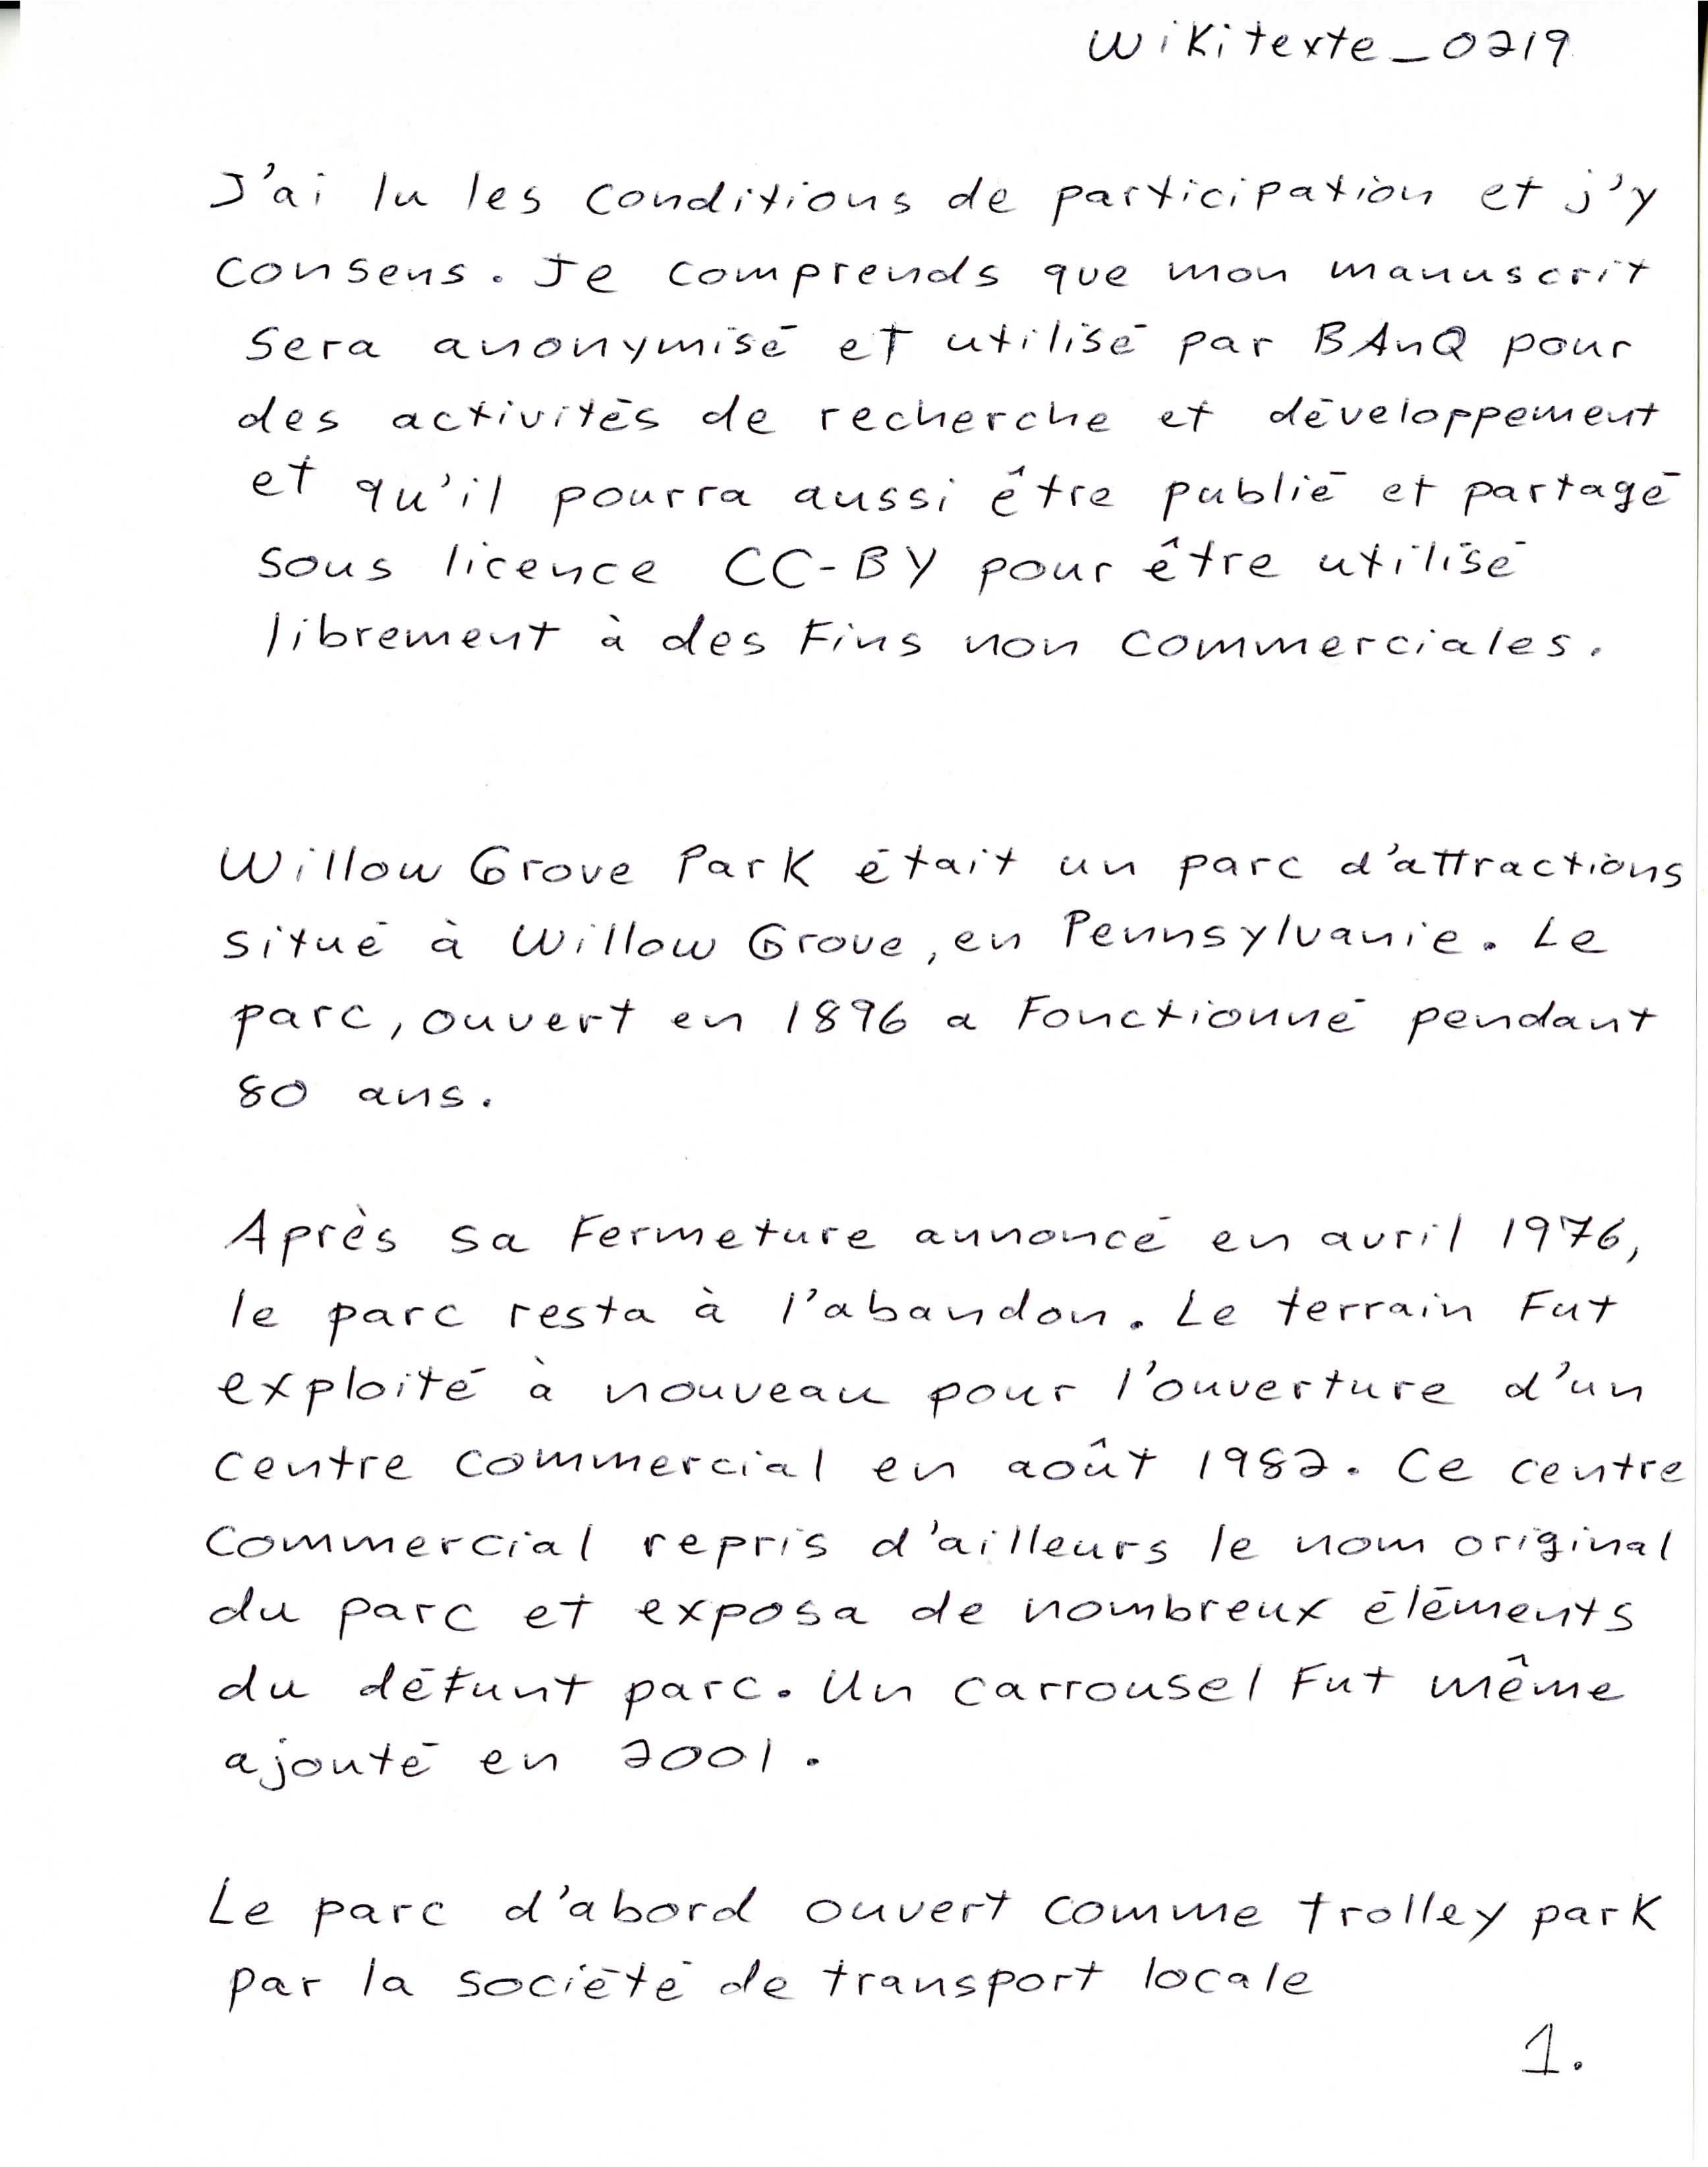 Wikitexte_0219
J'ai lu les conditions de participation et j'y
consens. Je comprends que mon manuscrit
sera anonymisé et utilisé par BAnQ pour
des activités de recherche et développement
et qu'il pourra aussi être publié et partagé
sous licence CC-BY pour être utilisé
librement à des fins non commerciales.
Willow Grove Park était un parc d'attractions
situé à Willow Grove, en Pennsylvanie. Le
parc, ouvert en 1896 a fonctionné pendant
80 ans.
Après sa fermeture annoncé en avril 1976,
le parc resta à l'abandon. Le terrain fut
exploité à nouveau pour l'ouverture d'un
centre commercial en août 1982. Ce centre
commercial repris d'ailleurs le nom original
du parc et exposa de nombreux éléments
du défunt parc. Un carrousel fut même
ajouté en 2001.
Le parc d'abord ouvert comme trolley park
par la société de transport locale
1.